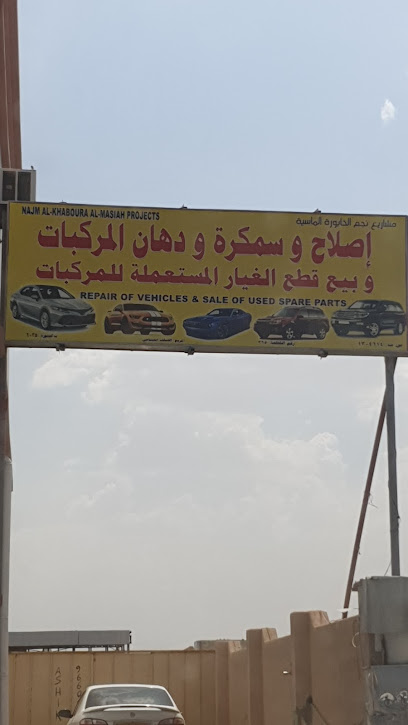 NAJM AL-KHABOURA AL-MASIAH PROJECTS
مشاريع نجم الخابورة ألماسية
إصلاح و سمكرة و دهان المركبات
و بيع قطع الغيار المستعملة للمركبات
REPAIR OF VEHICLES & SALE OF USED SPARE PARTS